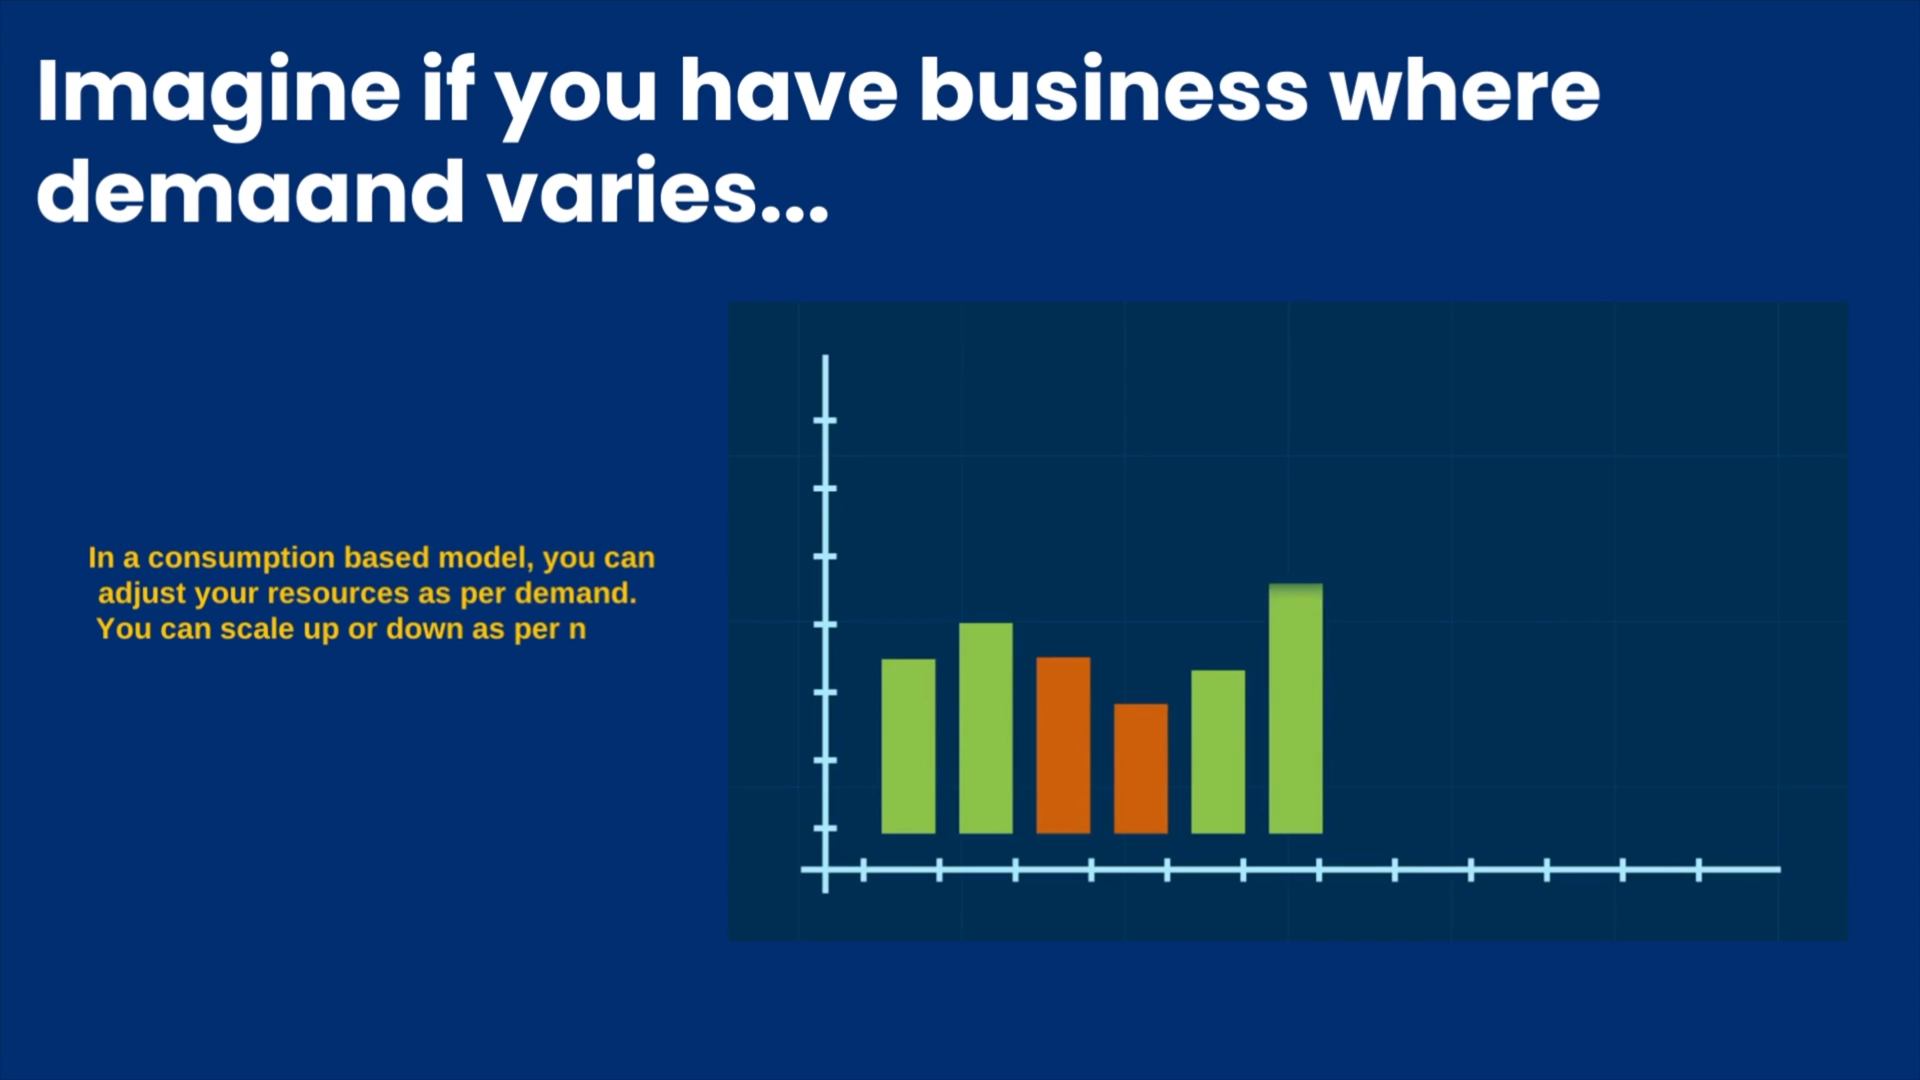 Imagine if you have business where
demaand varies...
In a consumption based model, you can
adjust your resources as per demand.
You can scale up or down as per n